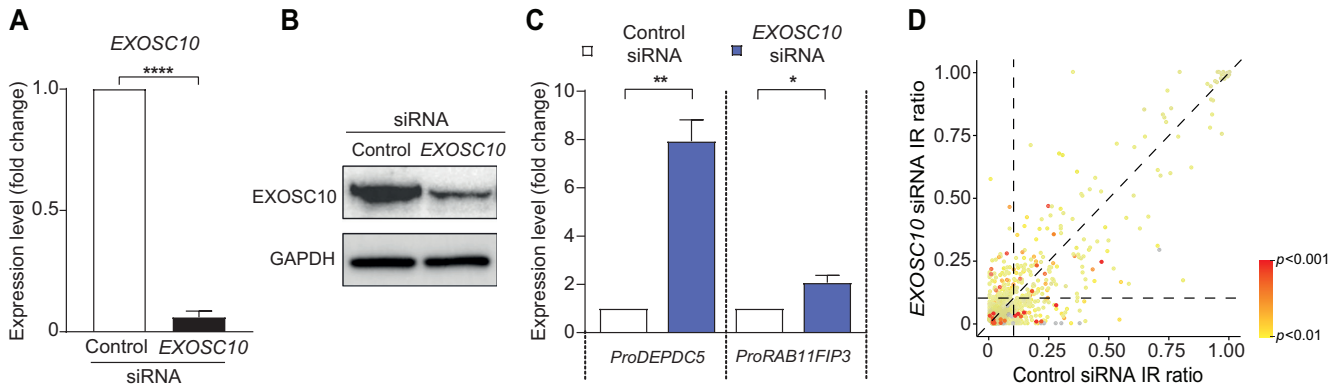 A
EXOSC10
****
Expression level (fold change)
1.0
0.5
0
Control EXOSC10
siRNA
B
siRNA
Control EXOSC10
EXOSC10
GAPDH
C
Control siRNA
EXOSC10 siRNA
Expression level (fold change)
**
*
10
8
6
4
2
0
ProDEPDC5 ProRAB11FIP3
D
EXOSC10 siRNA IR ratio
1.00
0.75
0.50
0.25
0
0 0.25 0.50 0.75 1.00
Control siRNA IR ratio
p<0.001
p<0.01